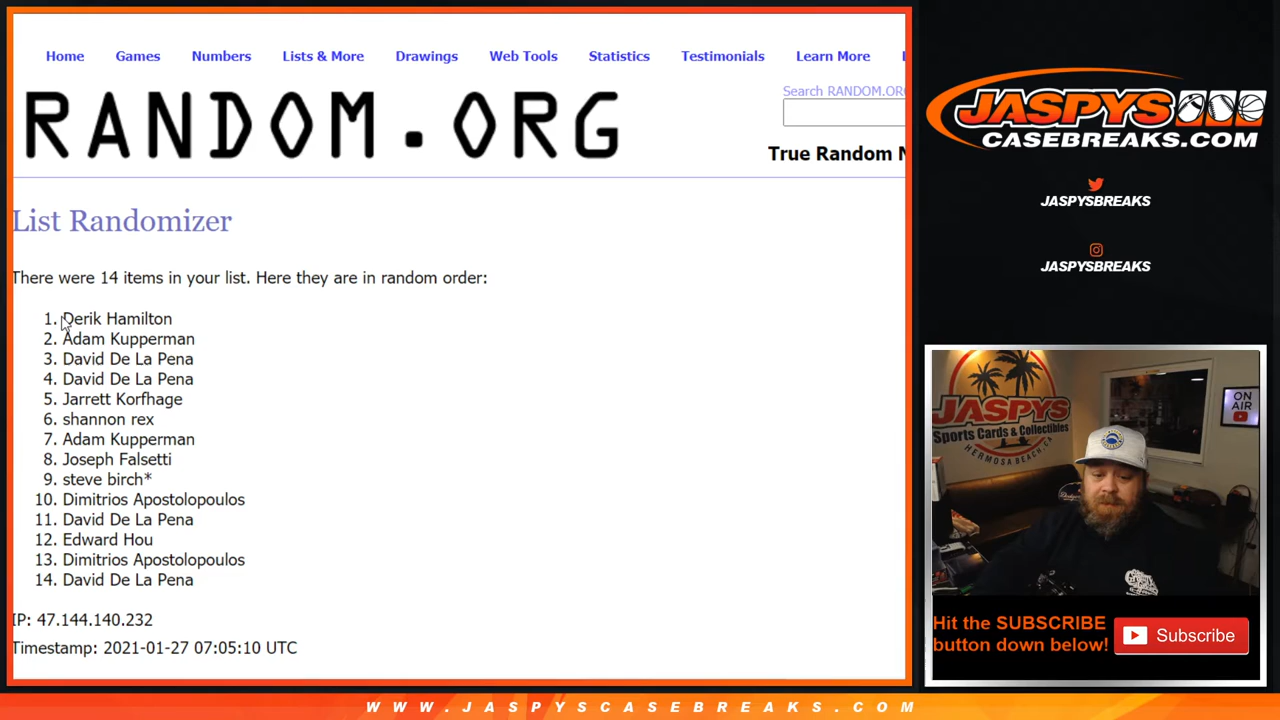 Home Games Numbers Lists & More Drawings Web Tools Statistics Testimonials Learn More
RANDOM.ORG
Search RANDOM.ORG
True Random N
List Randomizer
There were 14 items in your list. Here they are in random order:
1. Derik Hamilton
2. Adam Kupperman
3. David De La Pena
4. David De La Pena
5. Jarrett Korfhage
6. shannon rex
7. Adam Kupperman
8. Joseph Falsetti
9. steve birch*
10. Dimitrios Apostolopoulos
11. David De La Pena
12. Edward Hou
13. Dimitrios Apostolopoulos
14. David De La Pena
IP: 47.144.140.232
Timestamp: 2021-01-27 07:05:10 UTC
JASPYS
CASEBREAKS.COM
JASPYSBREAKS
JASPYSBREAKS
JASPYS
Sports Cards & Collectibles
HERMOSA BEACH, CA
ON
AIR
Hit the SUBSCRIBE
button down below!
Subscribe
WWW.JASPYSCASEBREAKS.COM